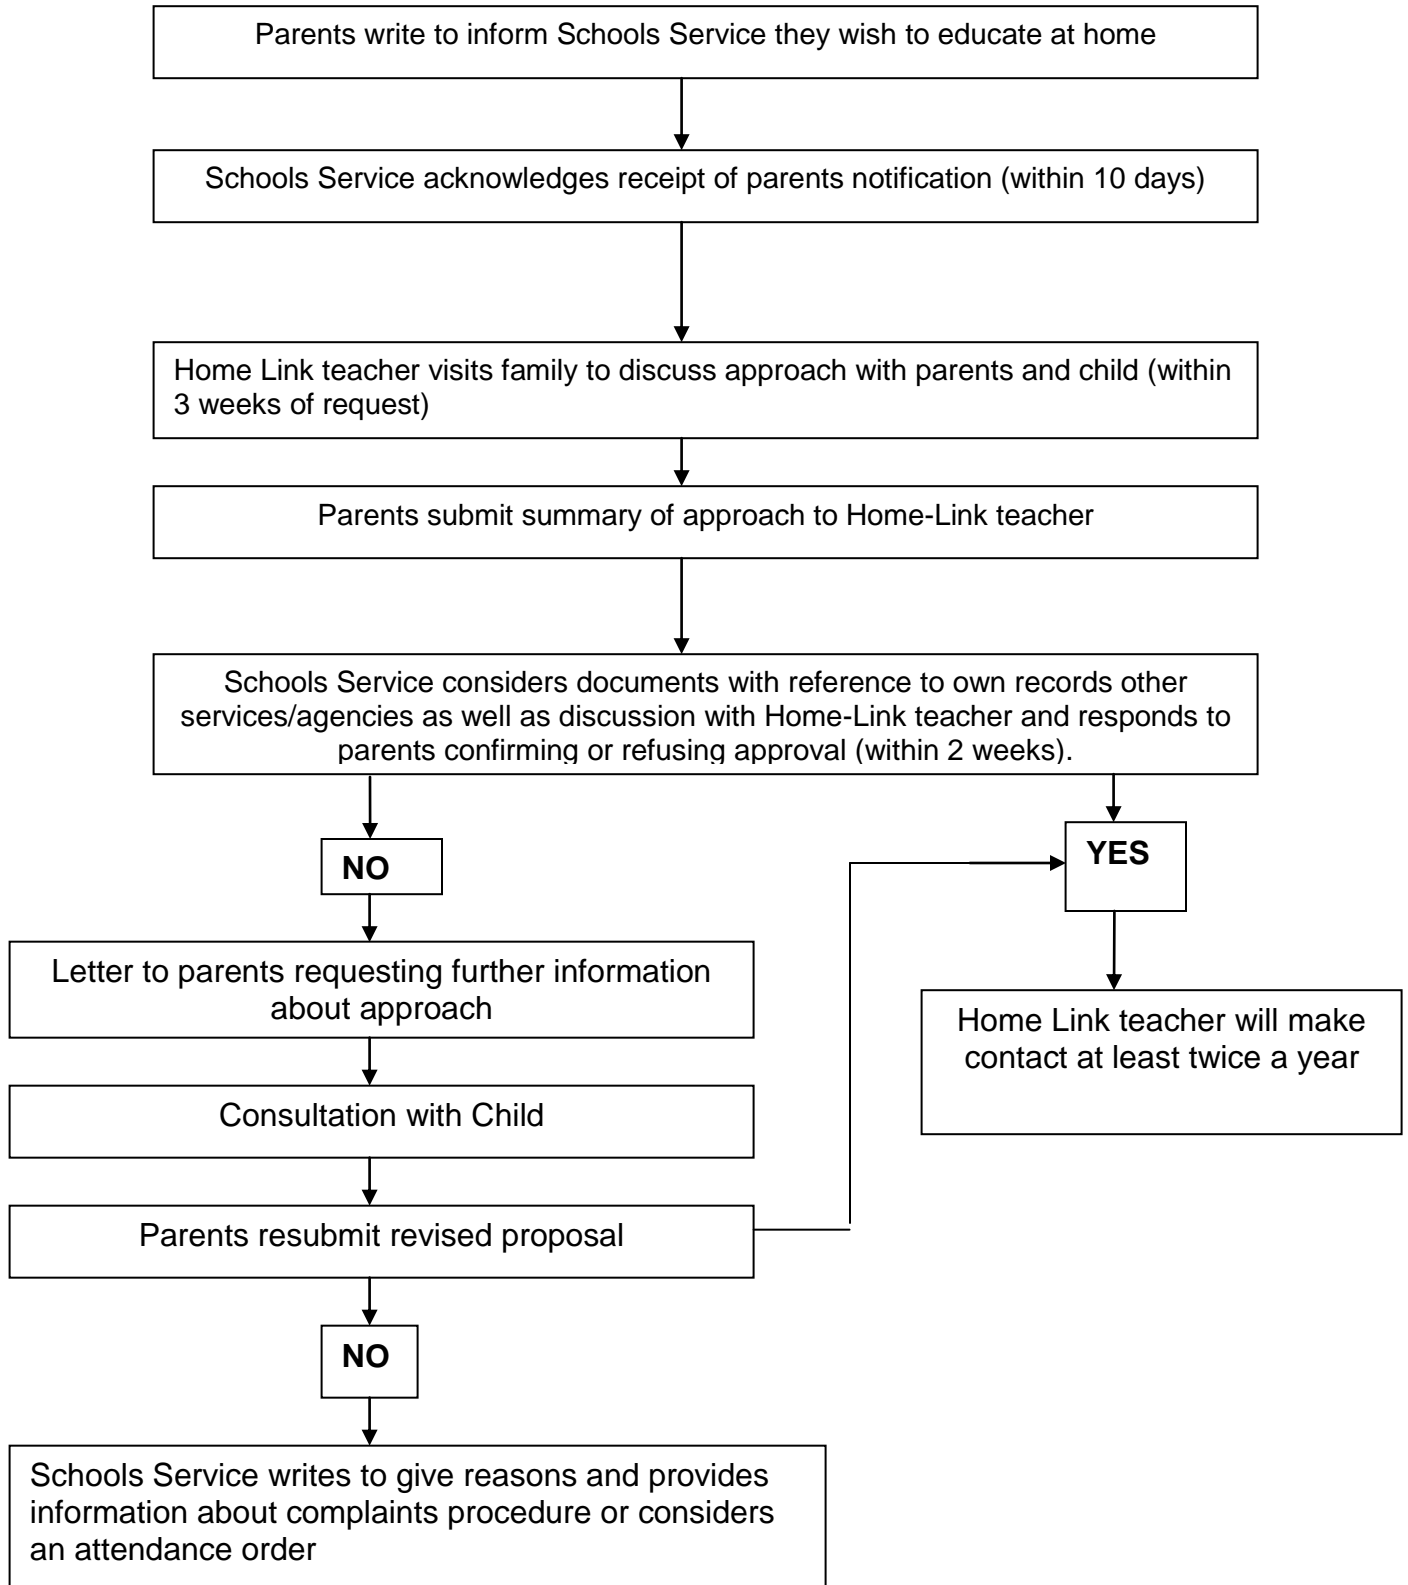 Parents write to inform Schools Service they wish to educate at home
Schools Service acknowledges receipt of parents notification (within 10 days)
Home Link teacher visits family to discuss approach with parents and child (within
3 weeks of request)
Parents submit summary of approach to Home-Link teacher
Schools Service considers documents with reference to own records other
services/agencies as well as discussion with Home-Link teacher and responds to
parents confirming or refusing approval (within 2 weeks).
NO
YES
Letter to parents requesting further information
about approach
Home Link teacher will make
contact at least twice a year
Consultation with Child
Parents resubmit revised proposal
NO
Schools Service writes to give reasons and provides
information about complaints procedure or considers
an attendance order